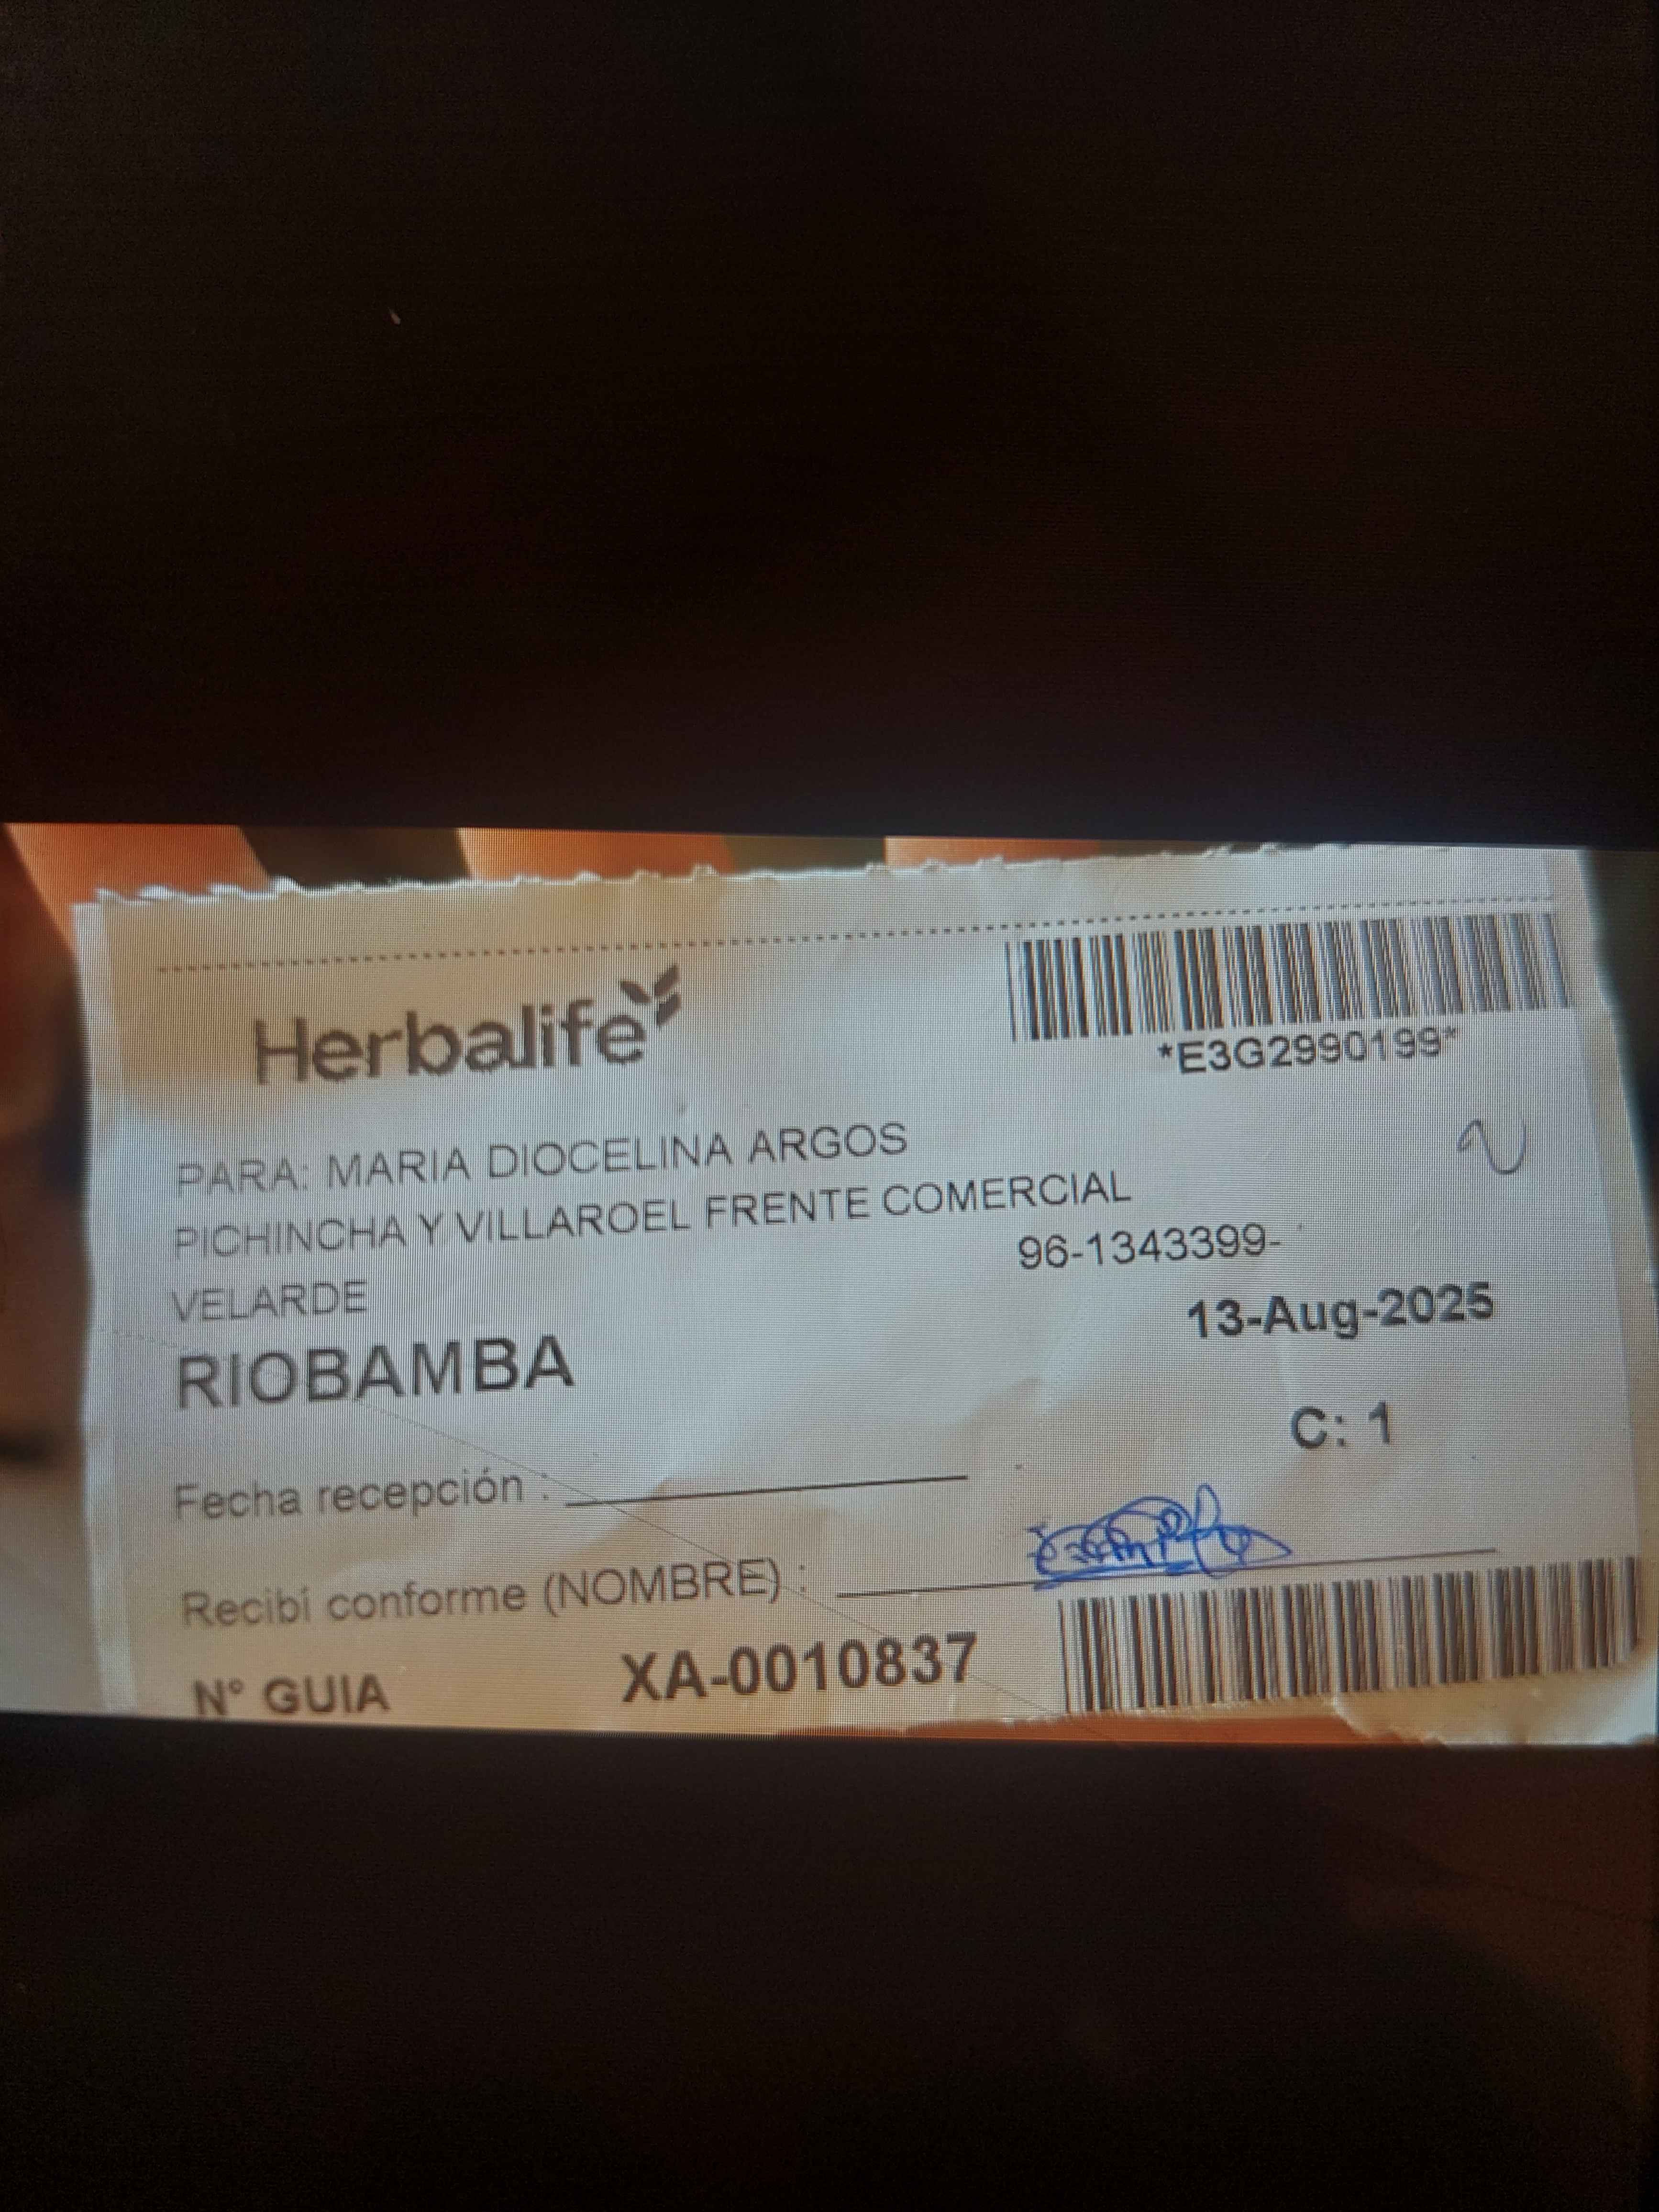 Herbalife
*E3G2990199*
PARA: MARIA DIOCELINA ARGOS
PICHINCHA Y VILLAROEL FRENTE COMERCIAL
VELARDE
96-1343399-
13-Aug-2025
RIOBAMBA
C: 1
Fecha recepción :
Recibí conforme (NOMBRE) :
N° GUIA XA-0010837